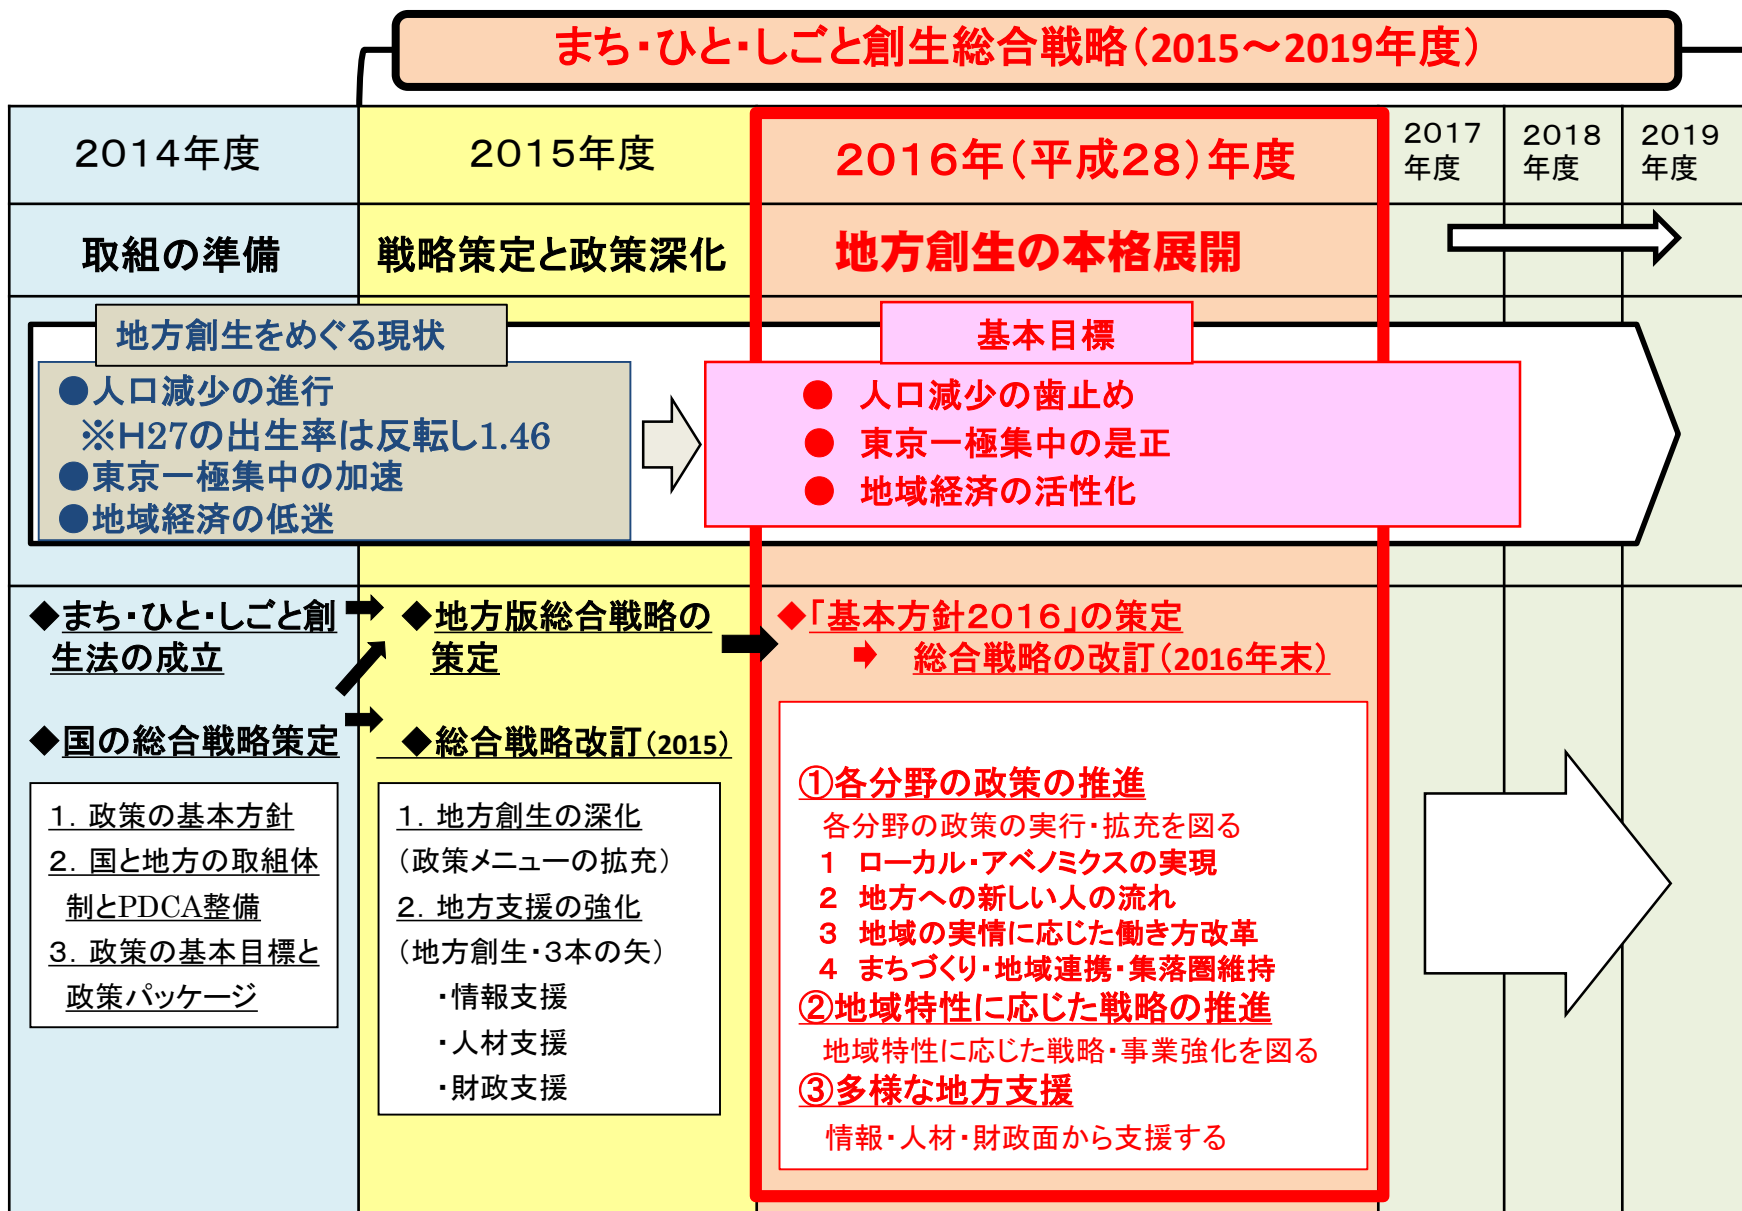 まち・ひと・しごと創生総合戦略（2015～2019年度）
2014年度
2015年度
2016年（平成28）年度
2017
年度
2018
年度
2019
年度
取組の準備
戦略策定と政策深化
地方創生の本格展開
地方創生をめぐる現状
●人口減少の進行
※H27の出生率は反転し1.46
●東京一極集中の加速
●地域経済の低迷
基本目標
● 人口減少の歯止め
● 東京一極集中の是正
● 地域経済の活性化
◆まち・ひと・しごと創
生法の成立
◆国の総合戦略策定
1. 政策の基本方針
2. 国と地方の取組体
制とPDCA整備
3. 政策の基本目標と
政策パッケージ
◆地方版総合戦略の
策定
◆総合戦略改訂（2015）
1. 地方創生の深化
（政策メニューの拡充）
2. 地方支援の強化
（地方創生・3本の矢）
・情報支援
・人材支援
・財政支援
◆「基本方針2016」の策定
総合戦略の改訂（2016年末）
①各分野の政策の推進
各分野の政策の実行・拡充を図る
1 ローカル・アベノミクスの実現
2 地方への新しい人の流れ
3 地域の実情に応じた働き方改革
4 まちづくり・地域連携・集落圏維持
②地域特性に応じた戦略の推進
地域特性に応じた戦略・事業強化を図る
③多様な地方支援
情報・人材・財政面から支援する